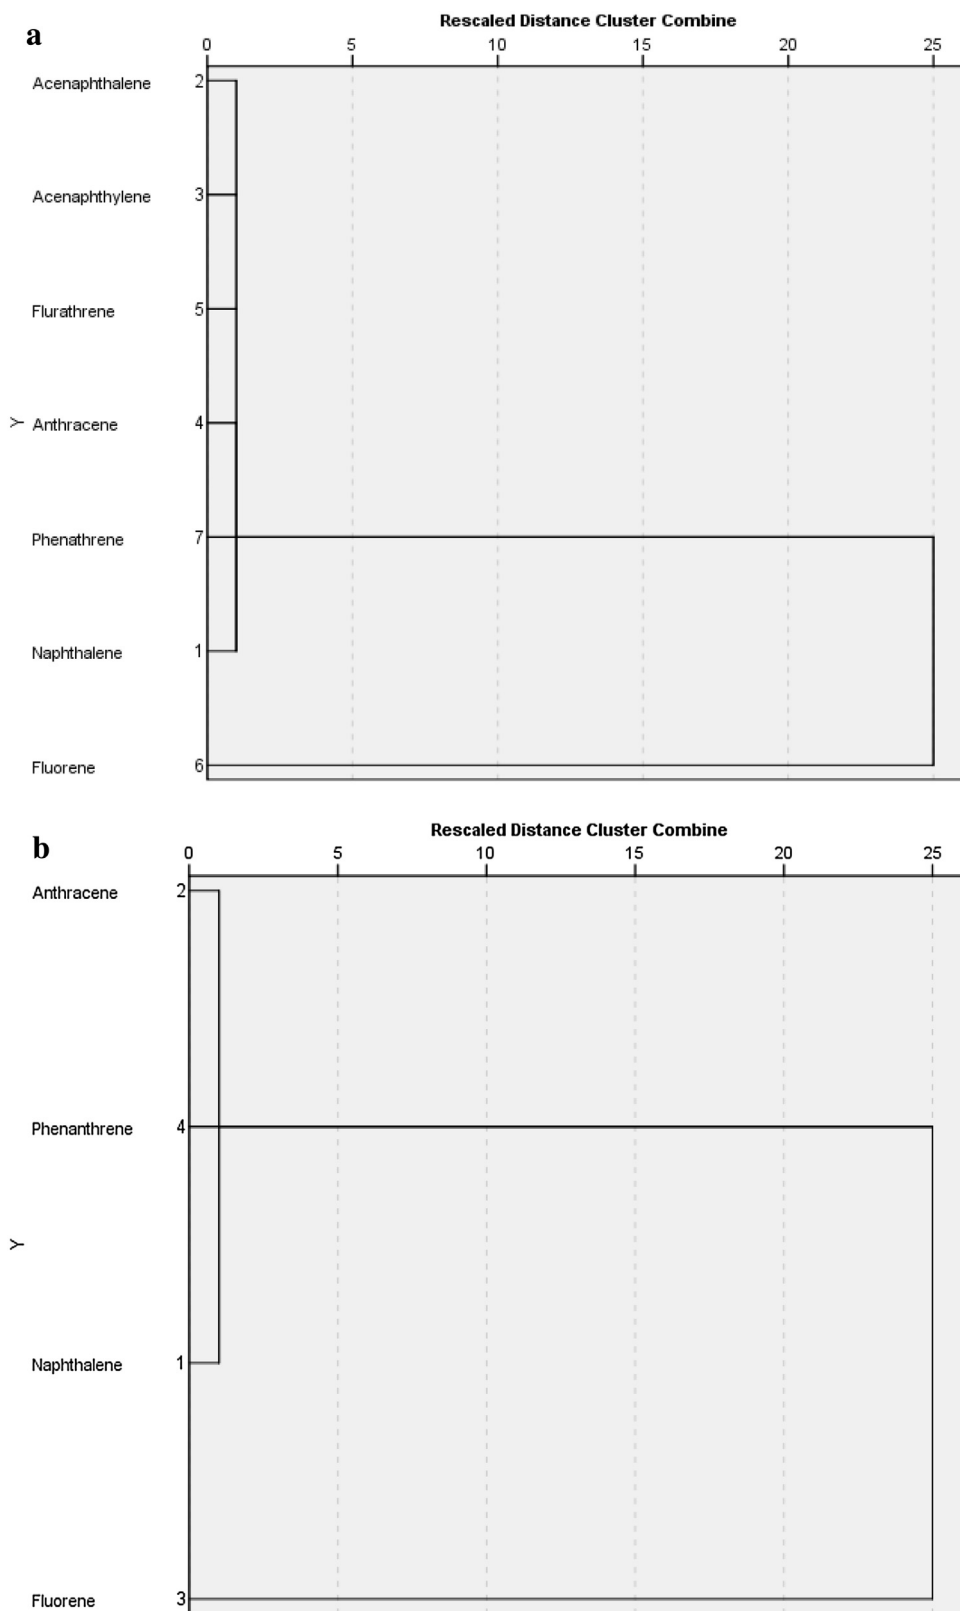 a
Rescaled Distance Cluster Combine
0 5 10 15 20 25
Acenaphthalene 2
Acenaphthylene 3
Flurathrene 5
Y
Anthracene 4
Phenathrene 7
Naphthalene 1
Fluorene 6
b
Rescaled Distance Cluster Combine
0 5 10 15 20 25
Anthracene 2
Phenanthrene 4
Y
Naphthalene 1
Fluorene 3